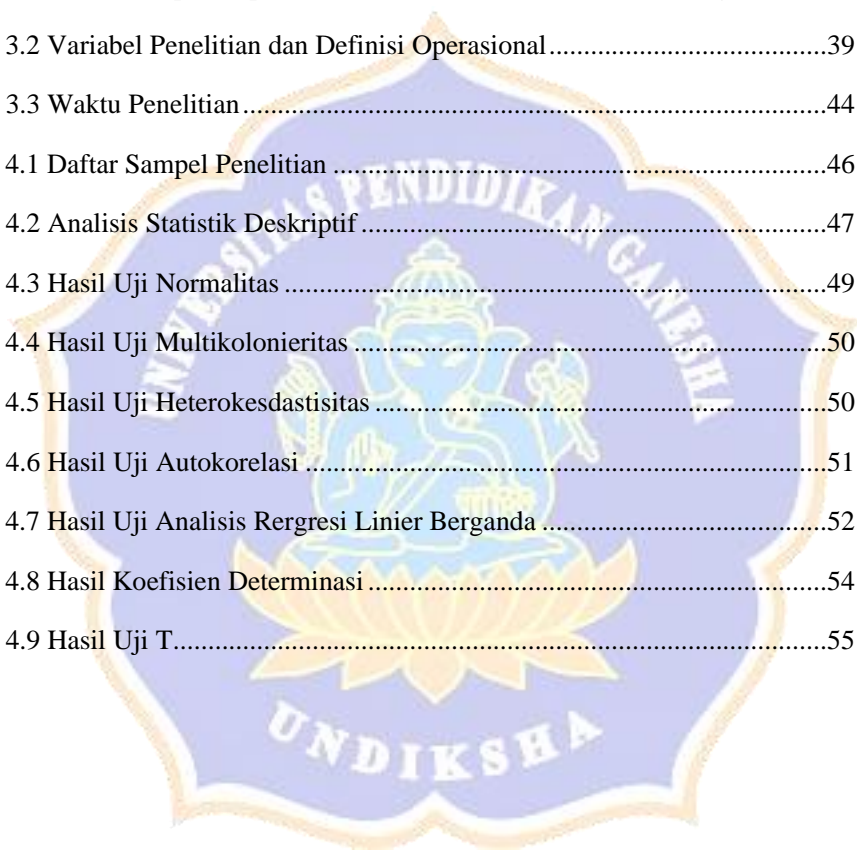 3.2 Variabel Penelitian dan Definisi Operasional....................................................39
3.3 Waktu Penelitian....................................................................................................44
4.1 Daftar Sampel Penelitian ......................................................................................46
4.2 Analisis Statistik Deskriptif..................................................................................47
4.3 Hasil Uji Normalitas .............................................................................................49
4.4 Hasil Uji Multikolonieritas ..................................................................................50
4.5 Hasil Uji Heterokesdastisitas...............................................................................50
4.6 Hasil Uji Autokorelasi ..........................................................................................51
4.7 Hasil Uji Analisis Rergresi Linier Berganda .....................................................52
4.8 Hasil Koefisien Determinasi.................................................................................54
4.9 Hasil Uji T...............................................................................................................55
UNIVERSITAS PENDIDIKAN GANESHA
UNDIKSHA